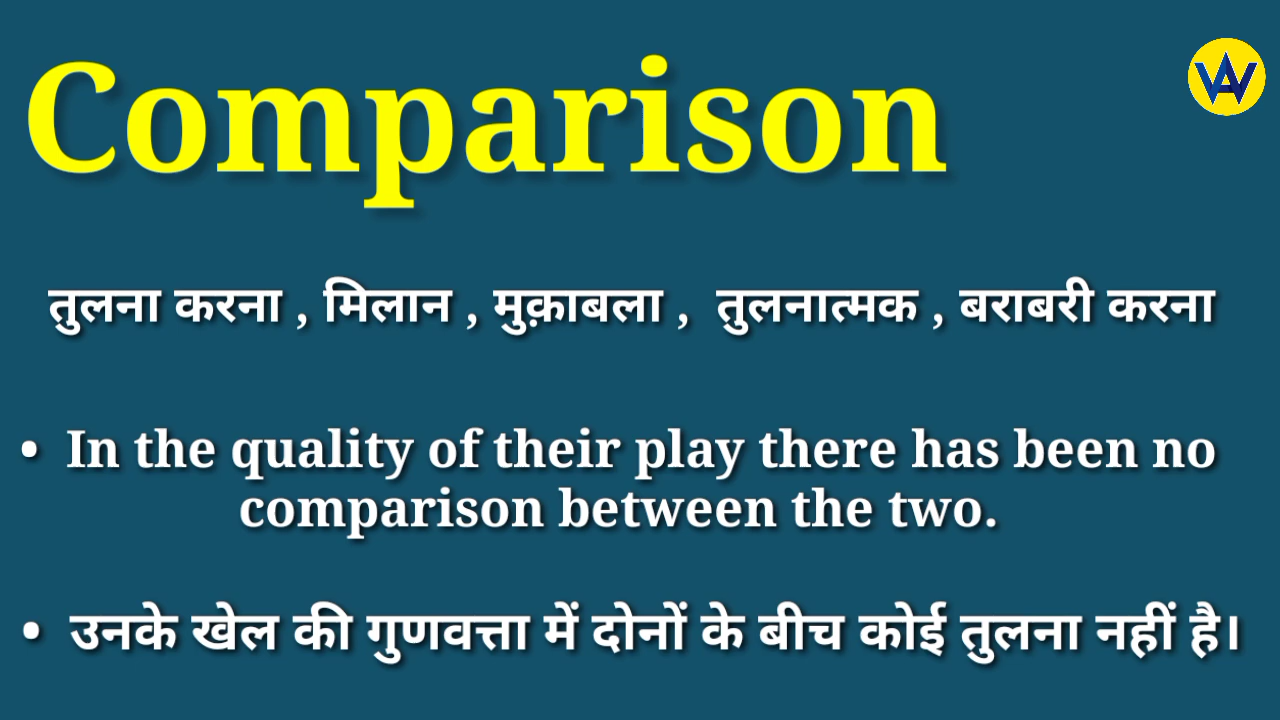 Comparison
तुलना करना , मिलान , मुक़ाबला , तुलनात्मक , बराबरी करना
• In the quality of their play there has been no
comparison between the two.
• उनके खेल की गुणवत्ता में दोनों के बीच कोई तुलना नहीं है।